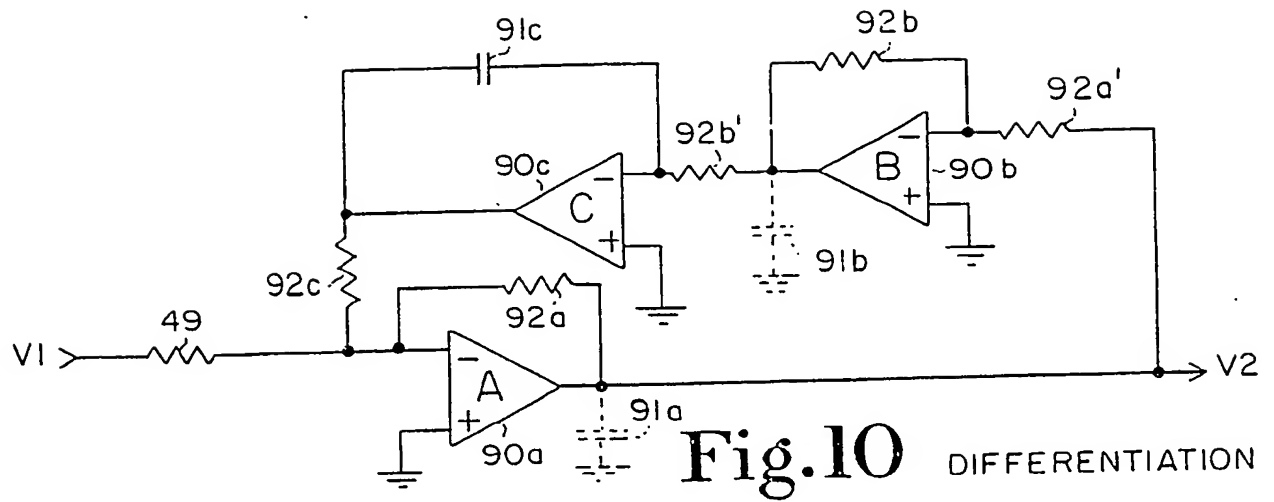 91c
92b
92a'
92b'
90c
C
−
+
B
−
+
90b
91b
92c
92a
49
V1
A
−
+
90a
91a
V2
Fig.10 DIFFERENTIATION